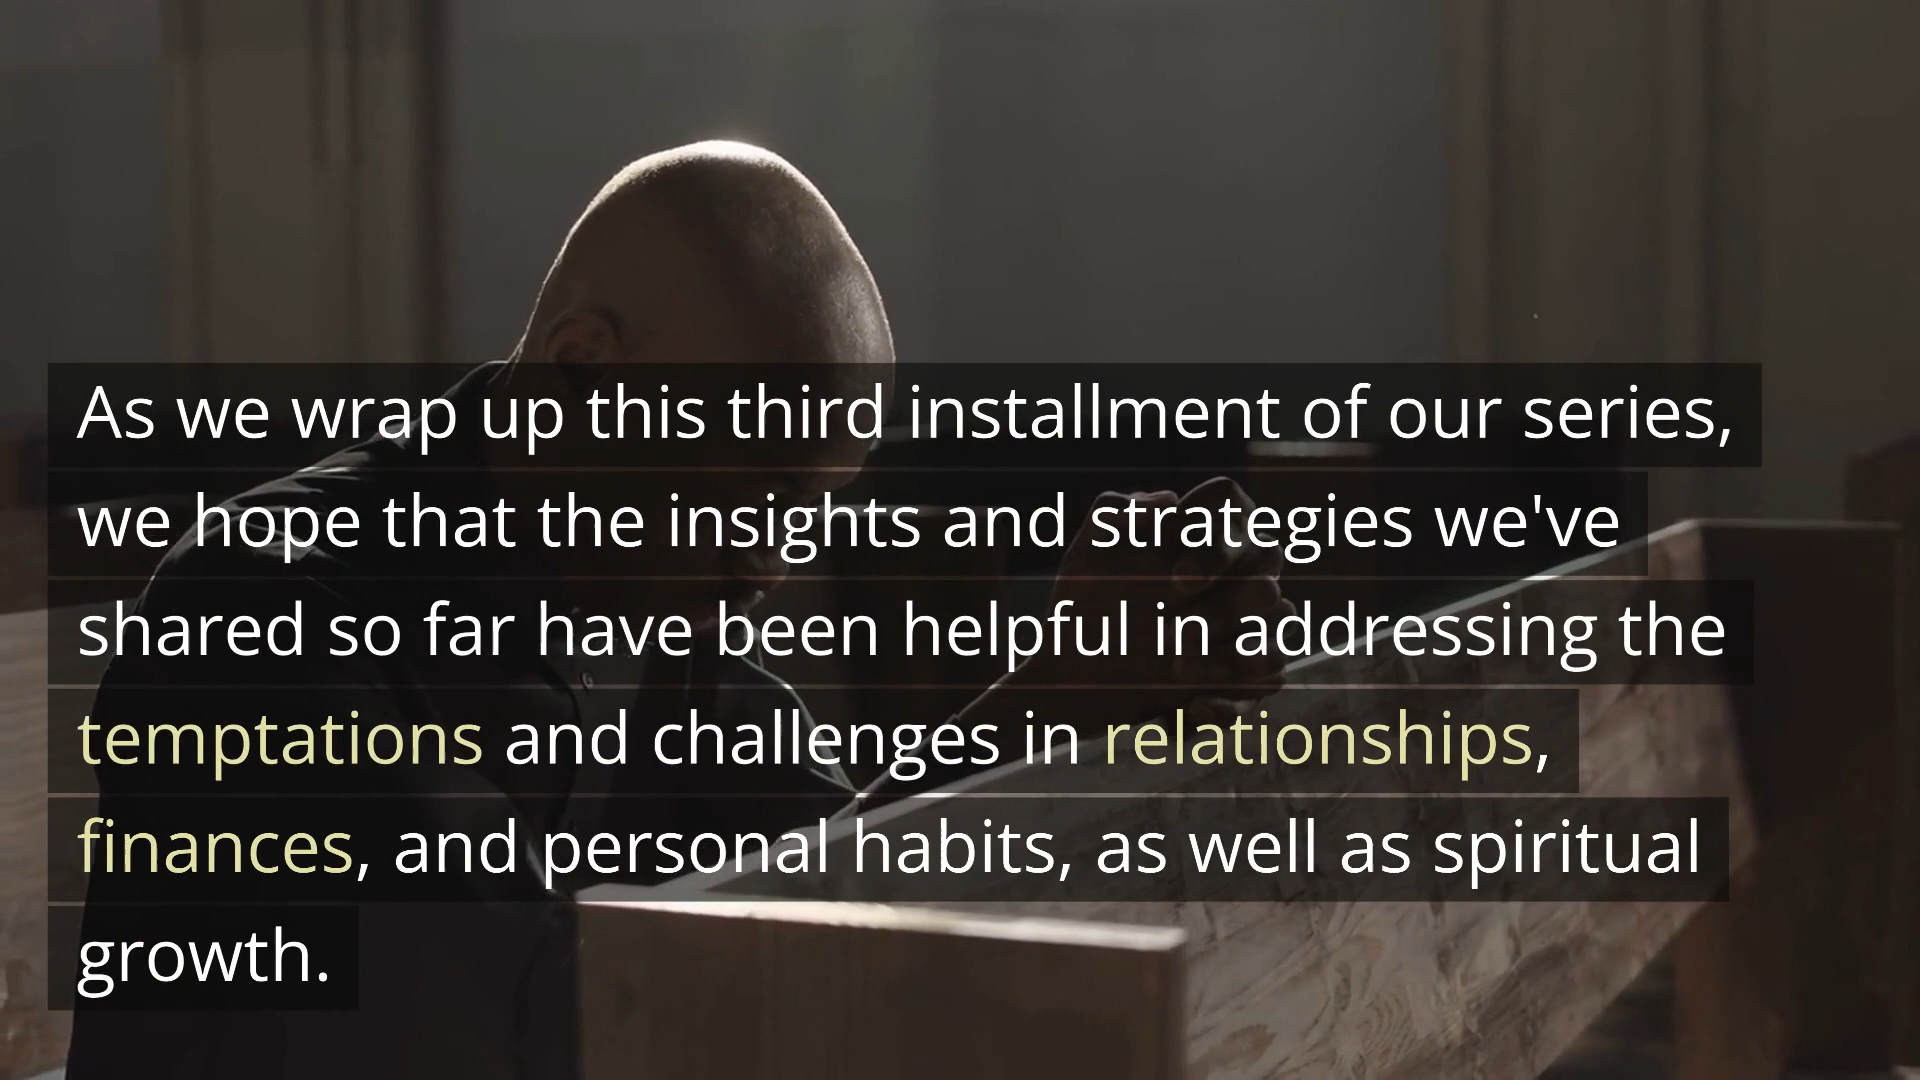 As we wrap up this third installment of our series,
we hope that the insights and strategies we've
shared so far have been helpful in addressing the
temptations and challenges in relationships,
finances, and personal habits, as well as spiritual
growth.